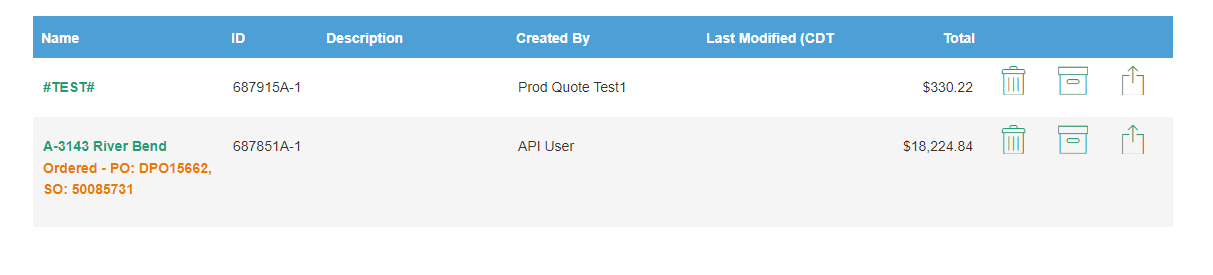 Name ID Description Created By Last Modified (CDT Total
#TEST# 687915A-1 Prod Quote Test1 $330.22
A-3143 River Bend 687851A-1 API User $18,224.84
Ordered - PO: DPO15662,
SO: 50085731